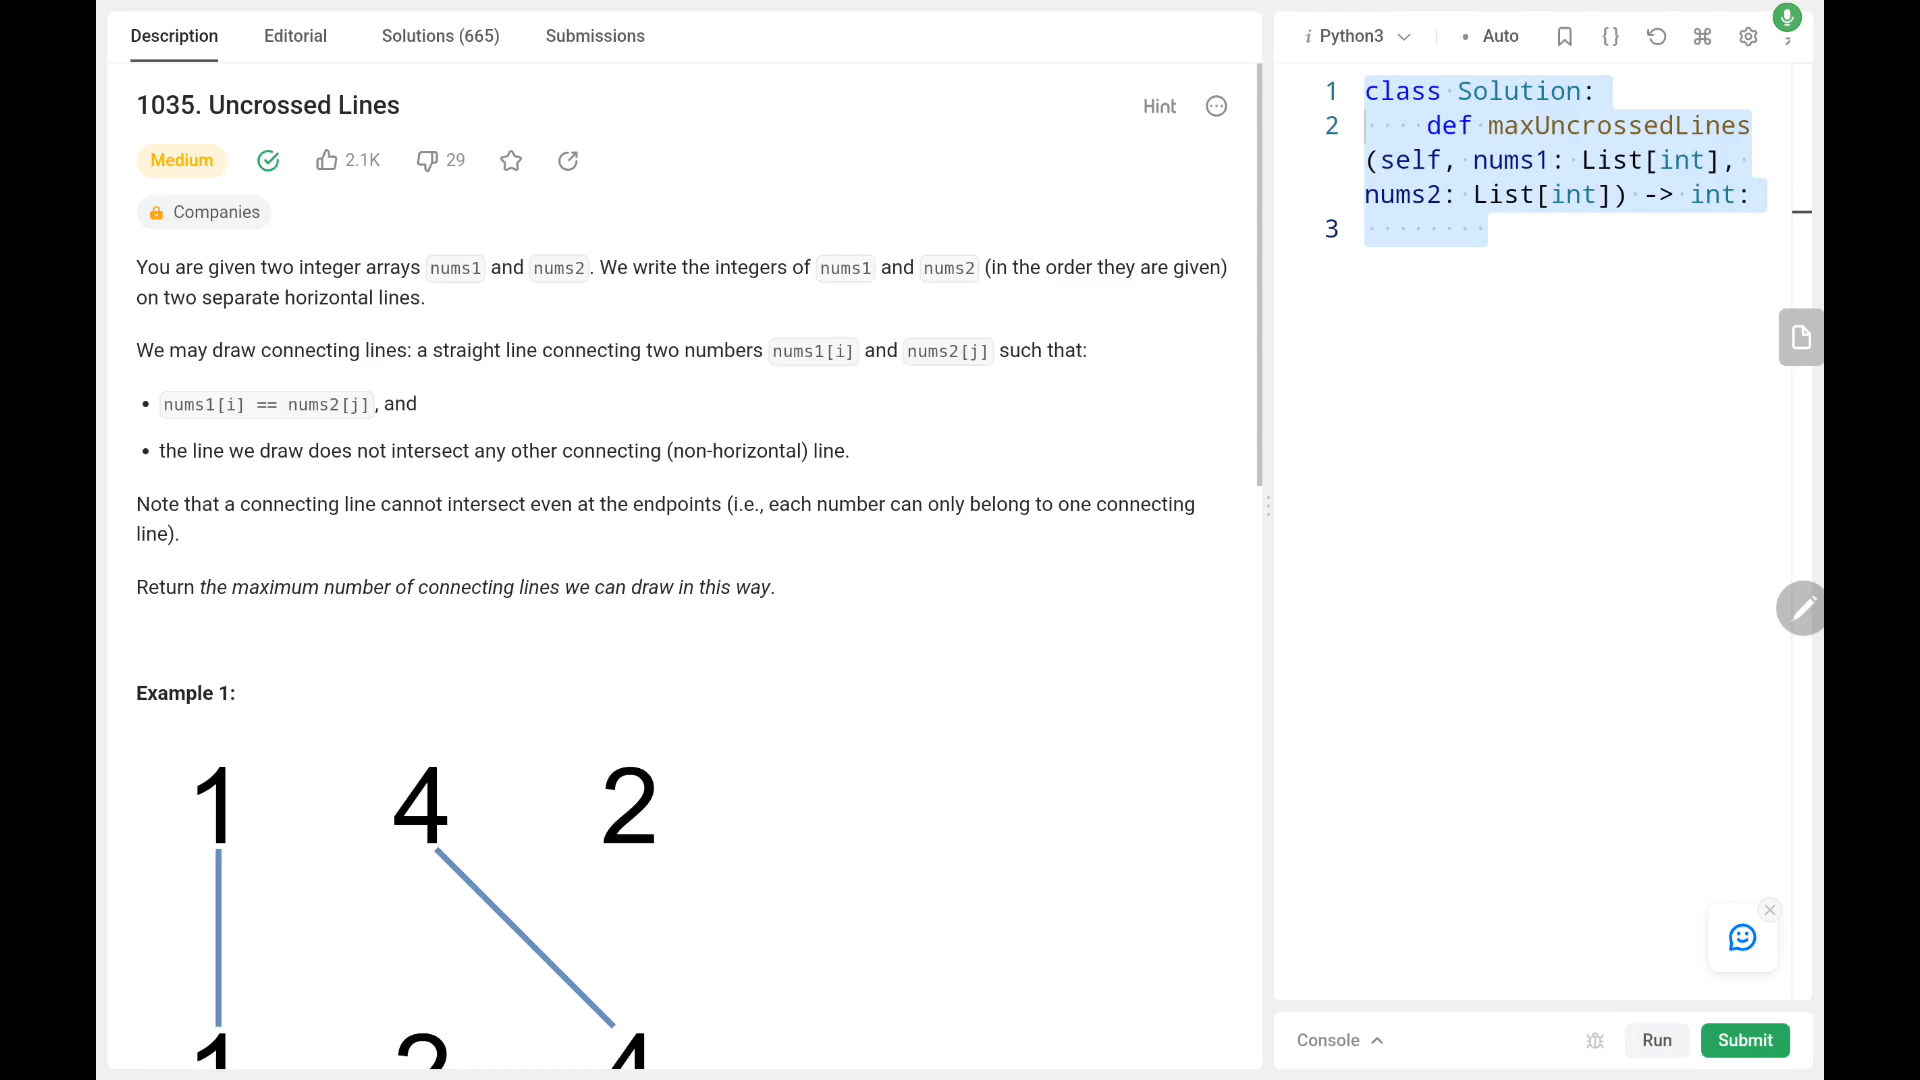 Description Editorial Solutions (665) Submissions
1035. Uncrossed Lines
Hint
Medium 2.1K 29
Companies
You are given two integer arrays nums1 and nums2. We write the integers of nums1 and nums2 (in the order they are given)
on two separate horizontal lines.
We may draw connecting lines: a straight line connecting two numbers nums1[i] and nums2[j] such that:
• nums1[i] == nums2[j], and
• the line we draw does not intersect any other connecting (non-horizontal) line.
Note that a connecting line cannot intersect even at the endpoints (i.e., each number can only belong to one connecting
line).
Return the maximum number of connecting lines we can draw in this way.
Example 1:
1 4 2
1 2 4
i Python3 • Auto
1 class Solution:
2 def maxUncrossedLines
(self, nums1: List[int],
nums2: List[int]) -> int:
3
Console Run Submit